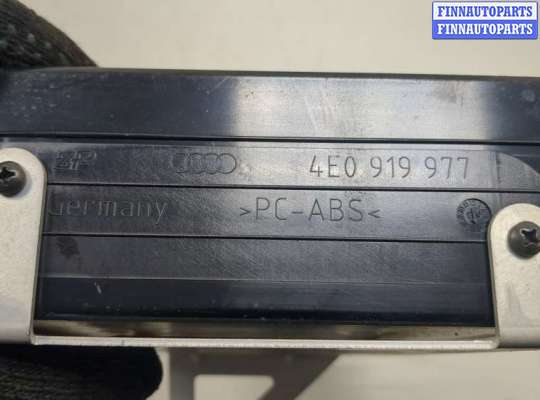 FINNAUTOPARTS
FINNAUTOPARTS
4E0 919 977
Germany >PC-ABS<